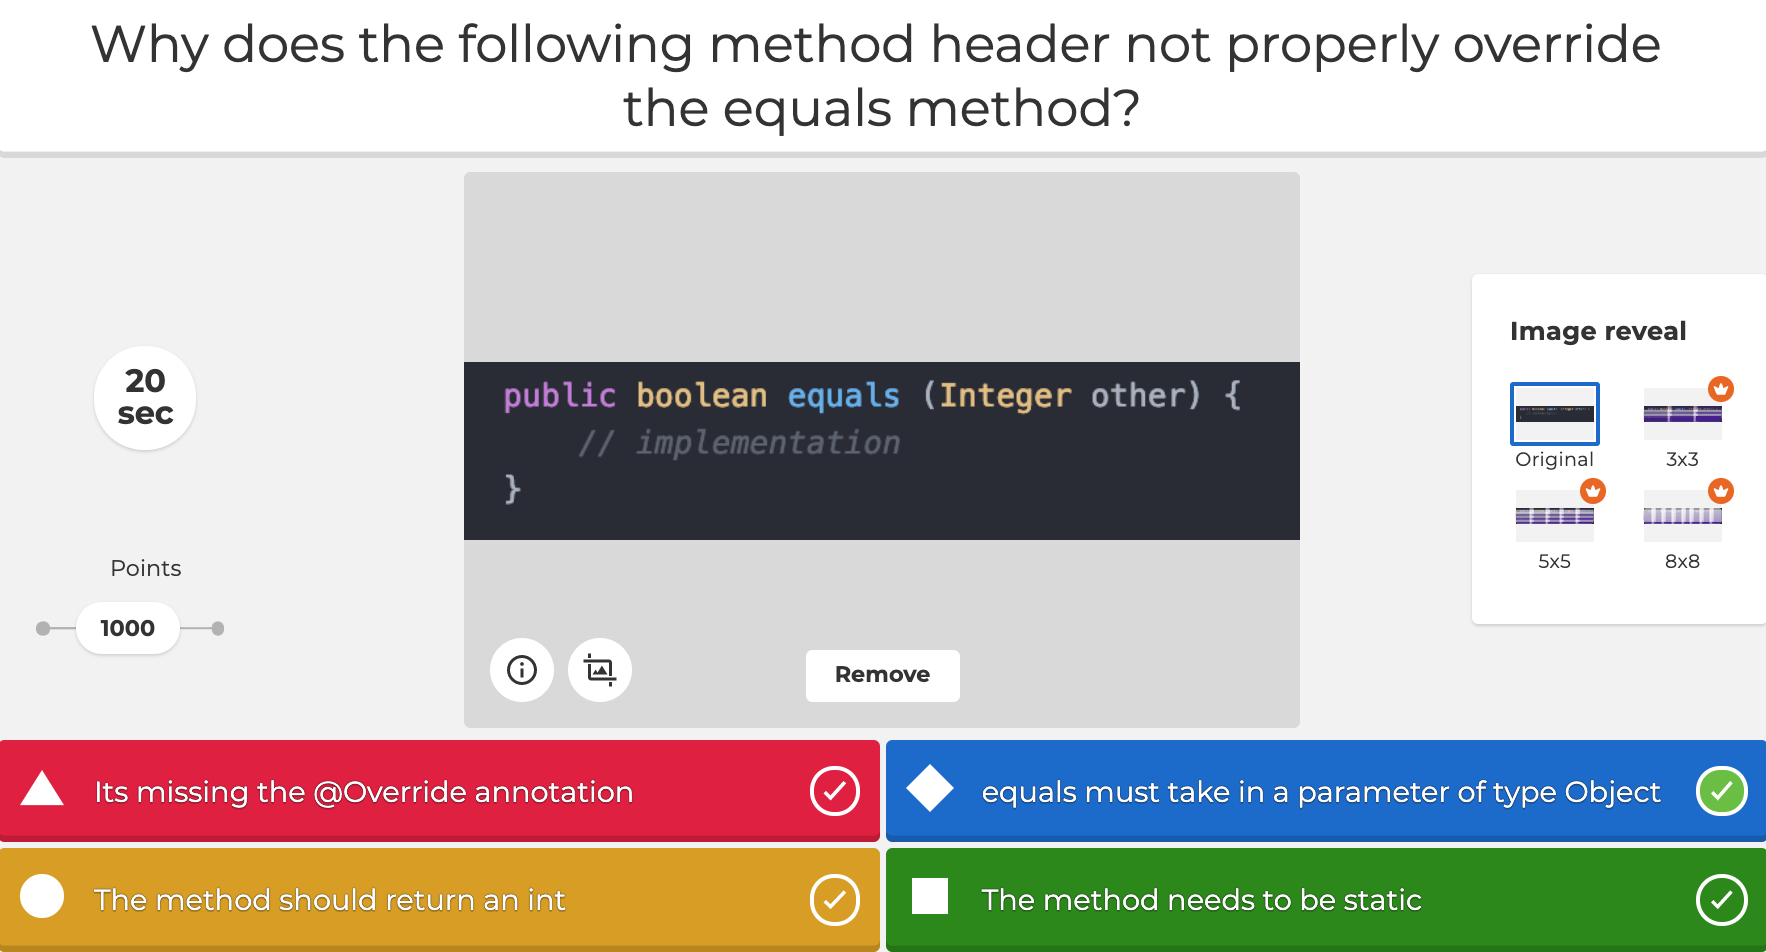 Why does the following method header not properly override
the equals method?
20
sec
Points
1000
public boolean equals (Integer other) {
// implementation
}
Remove
Image reveal
Original
3x3
5x5
8x8
Its missing the @Override annotation
equals must take in a parameter of type Object
The method should return an int
The method needs to be static